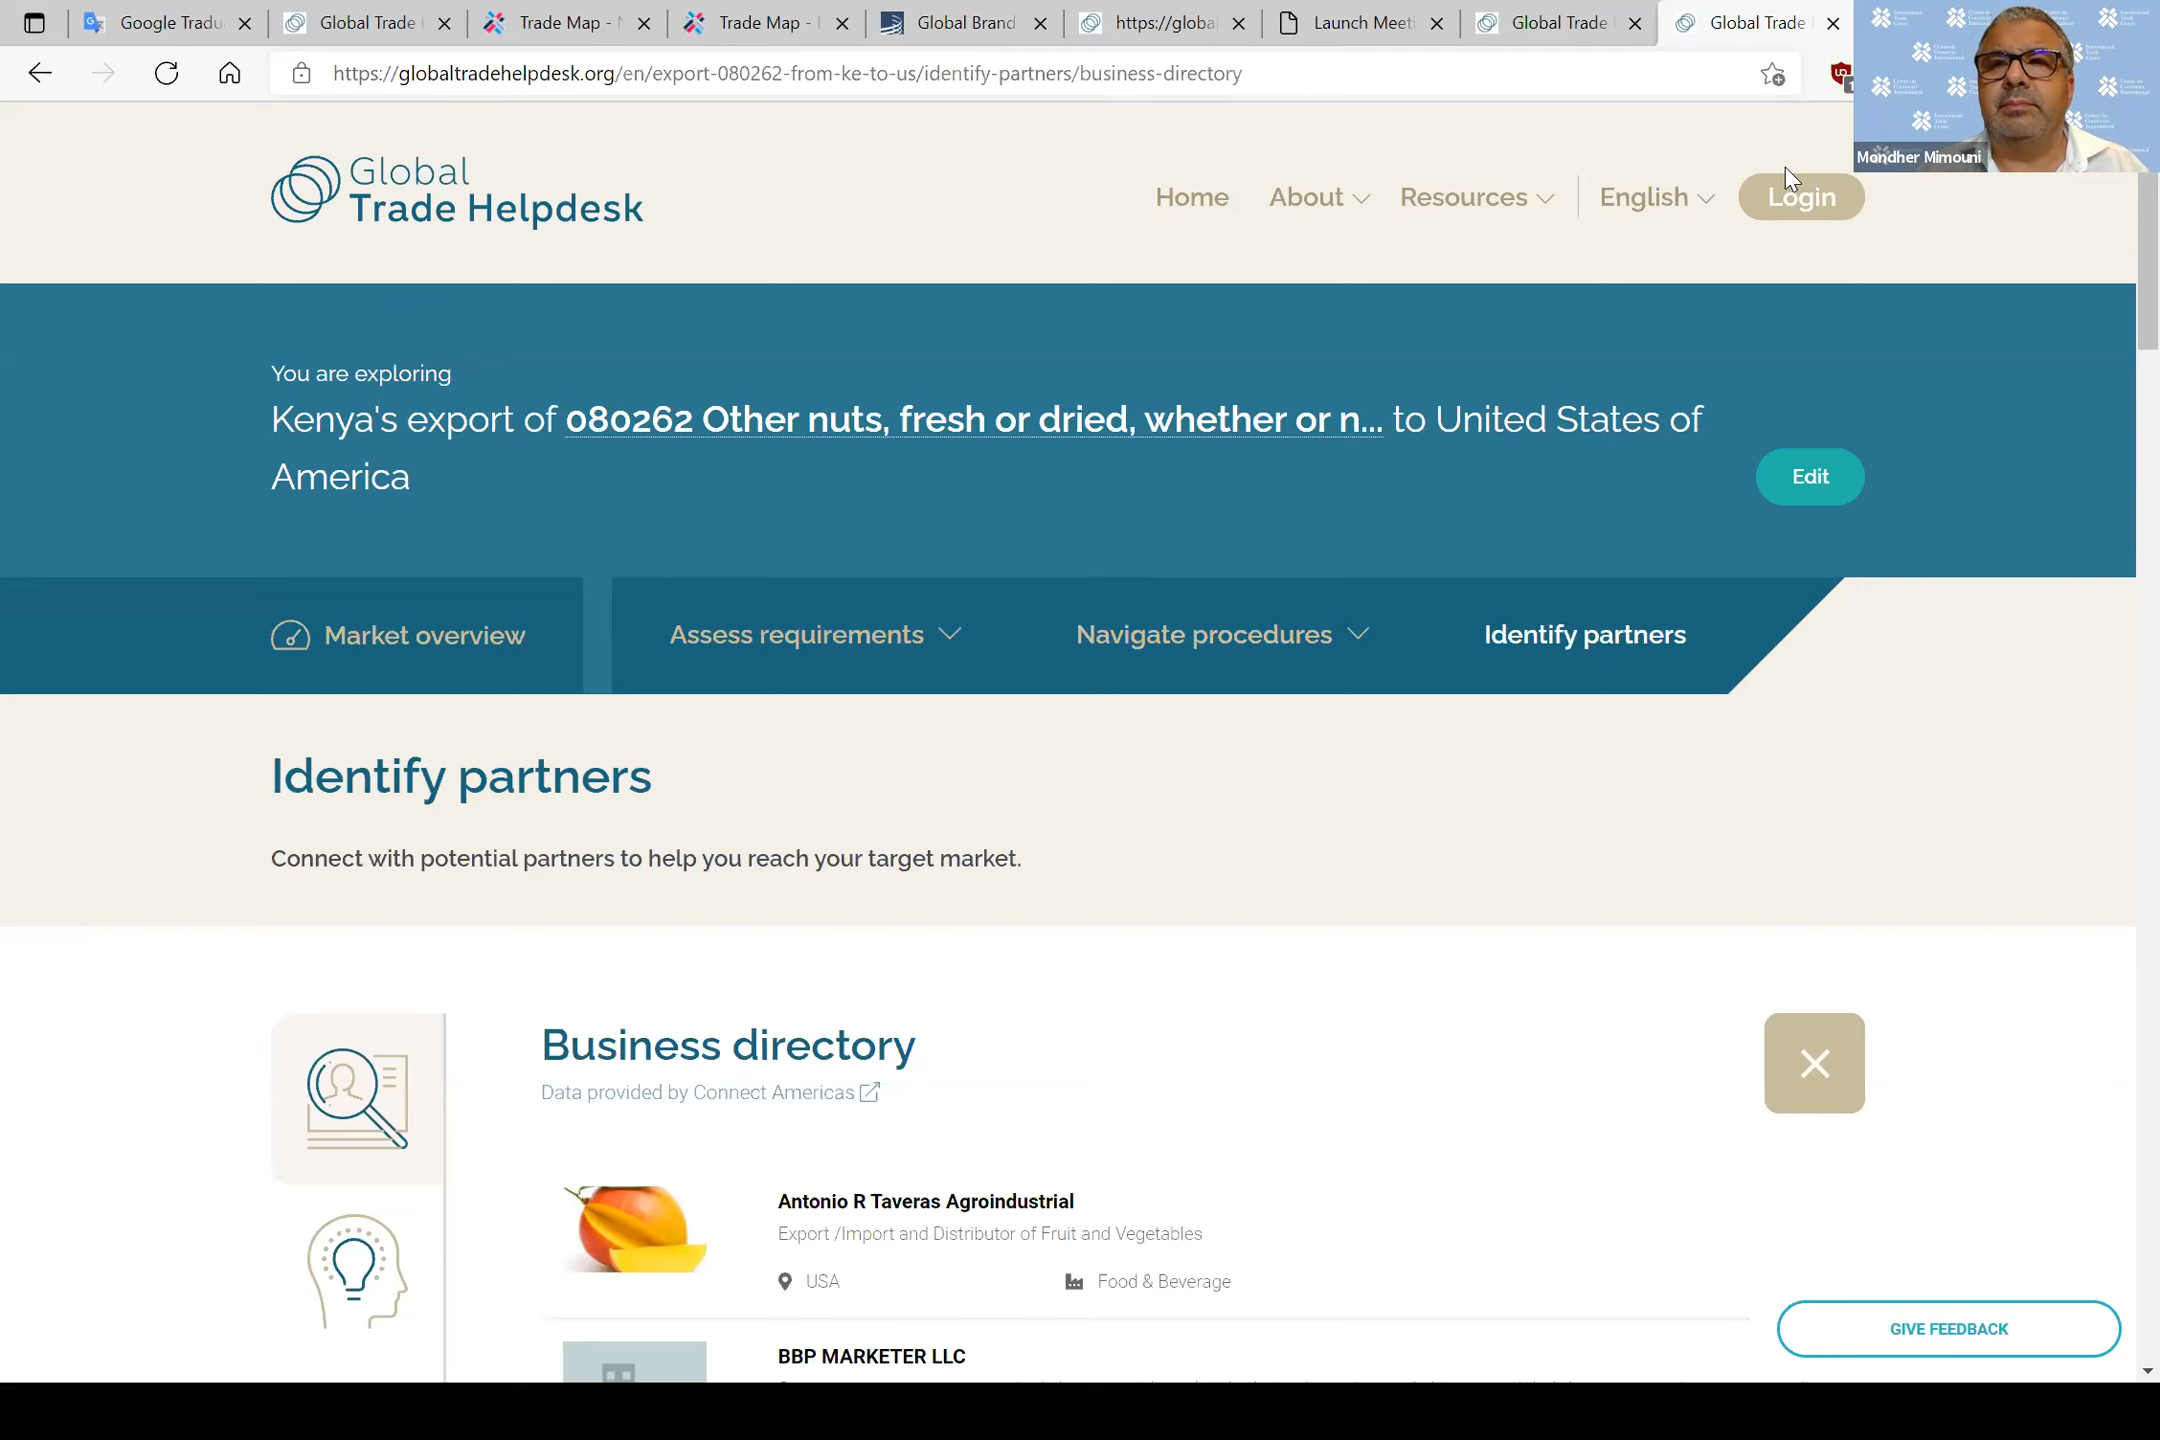 Google Tradu
Global Trade
Trade Map -
Trade Map -
Global Brand
https://globa
Launch Meeti
Global Trade
Global Trade
https://globaltradehelpdesk.org/en/export-080262-from-ke-to-us/identify-partners/business-directory
Mondher Mimouni
Global
Trade Helpdesk
Home
About
Resources
English
Login
You are exploring
Kenya's export of 080262 Other nuts, fresh or dried, whether or n... to United States of
America
Edit
Market overview
Assess requirements
Navigate procedures
Identify partners
Identify partners
Connect with potential partners to help you reach your target market.
Business directory
Data provided by Connect Americas
Antonio R Taveras Agroindustrial
Export /Import and Distributor of Fruit and Vegetables
USA
Food & Beverage
GIVE FEEDBACK
BBP MARKETER LLC